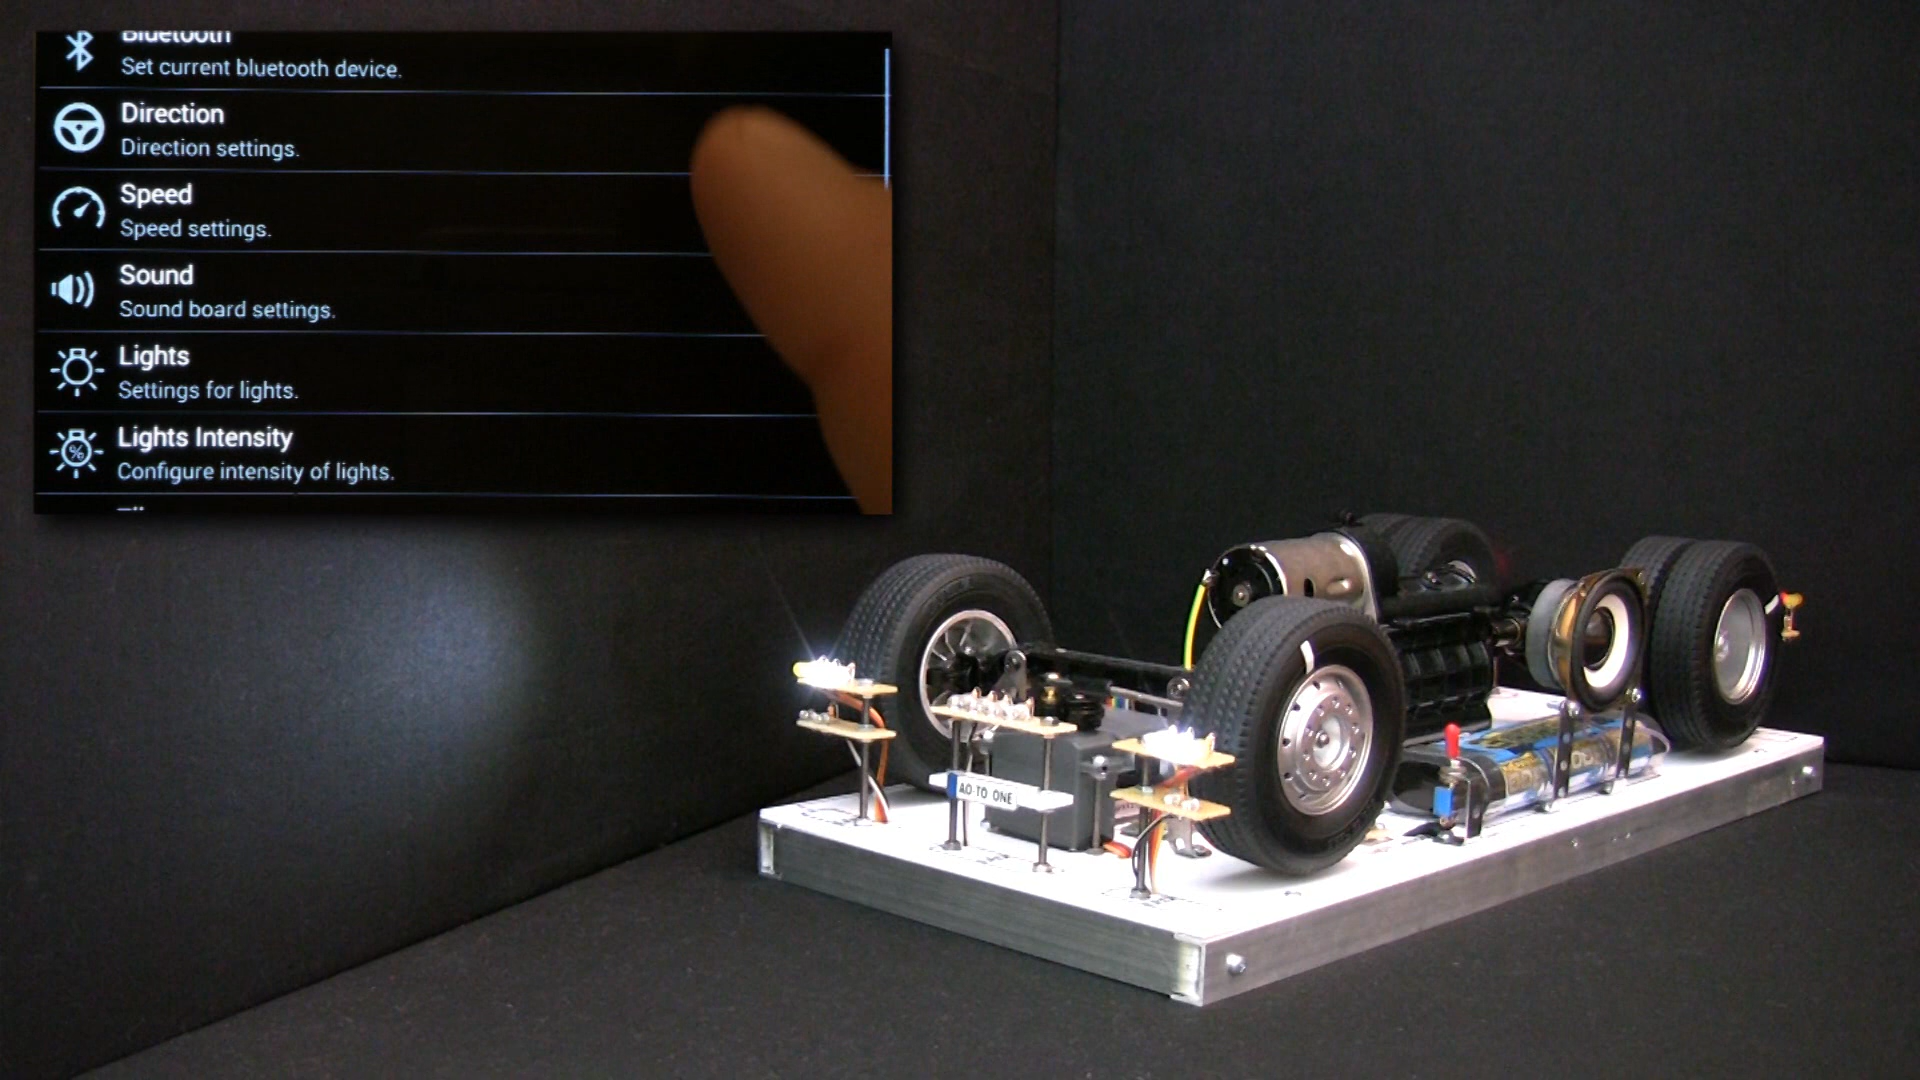 Bluetooth
Set current bluetooth device.
Direction
Direction settings.
Speed
Speed settings.
Sound
Sound board settings.
Lights
Settings for lights.
Lights Intensity
%
Configure intensity of lights.
AO-TO ONE